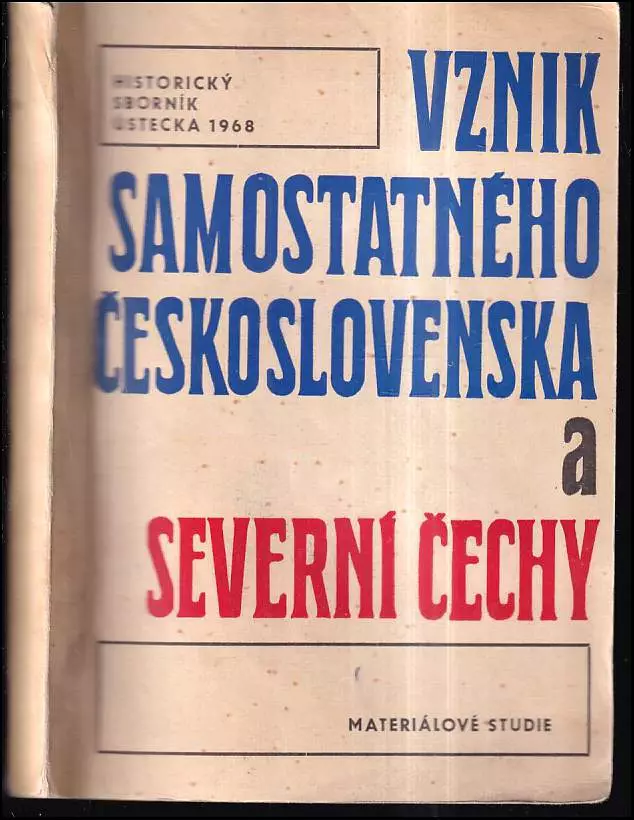 HISTORICKÝ
SBORNÍK
ÚSTECKA 1968
VZNIK
SAMOSTATNÉHO
ČESKOSLOVENSKA
a
SEVERNÍ ČECHY
MATERIÁLOVÉ STUDIE